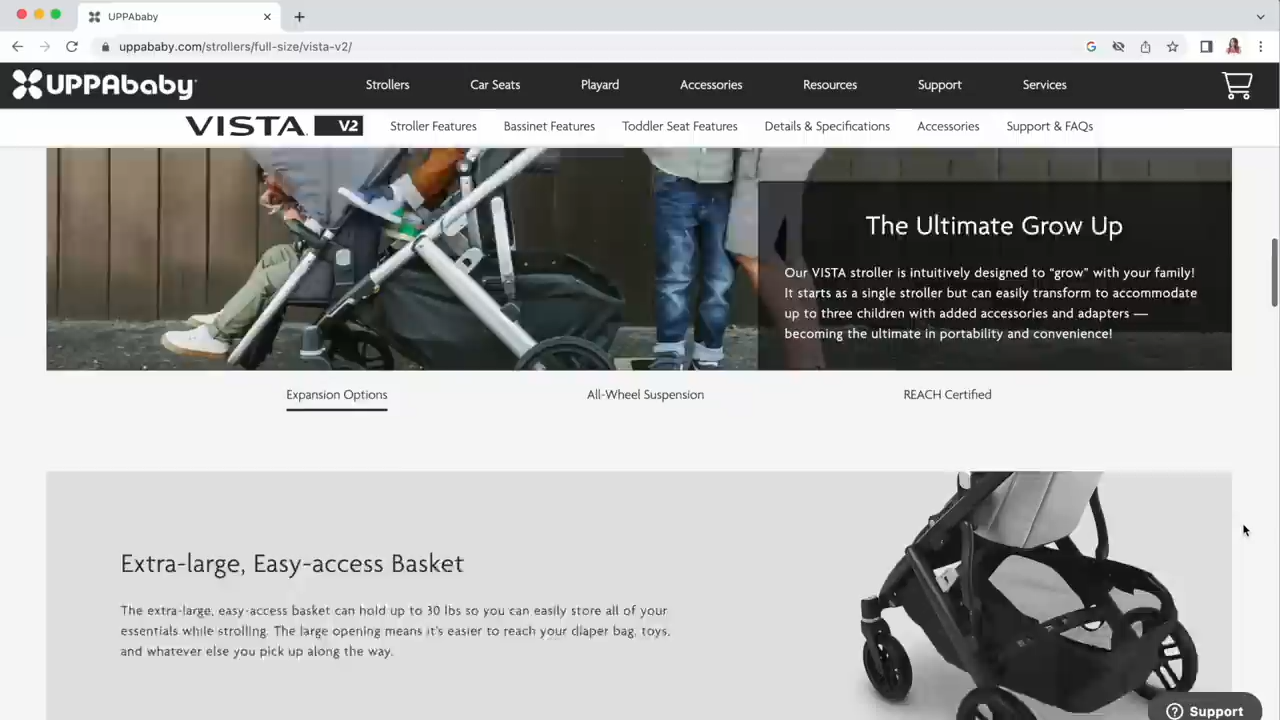 UPPAbaby
uppababy.com/strollers/full-size/vista-v2/
UPPAbaby
Strollers
Car Seats
Playard
Accessories
Resources
Support
Services
VISTA V2
Stroller Features
Bassinet Features
Toddler Seat Features
Details & Specifications
Accessories
Support & FAQs
The Ultimate Grow Up
Our VISTA stroller is intuitively designed to “grow” with your family!
It starts as a single stroller but can easily transform to accommodate
up to three children with added accessories and adapters —
becoming the ultimate in portability and convenience!
Expansion Options
All-Wheel Suspension
REACH Certified
Extra-large, Easy-access Basket
The extra-large, easy-access basket can hold up to 30 lbs so you can easily store all of your
essentials while strolling. The large opening means it's easier to reach your diaper bag, toys,
and whatever else you pick up along the way.
Support